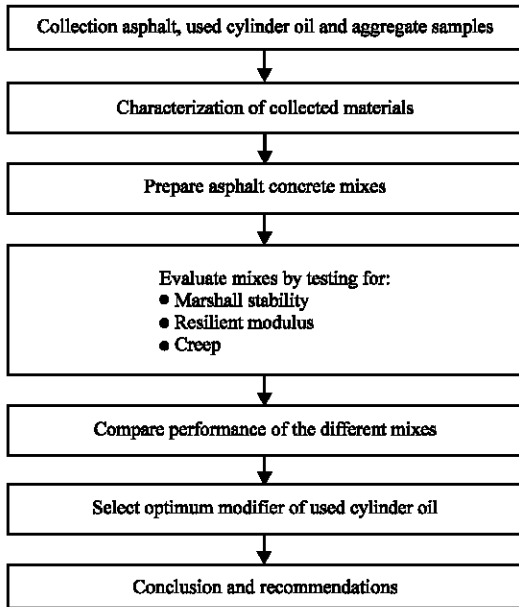 Collection asphalt, used cylinder oil and aggregate samples
Characterization of collected materials
Prepare asphalt concrete mixes
Evaluate mixes by testing for:
● Marshall stability
● Resilient modulus
● Creep
Compare performance of the different mixes
Select optimum modifier of used cylinder oil
Conclusion and recommendations